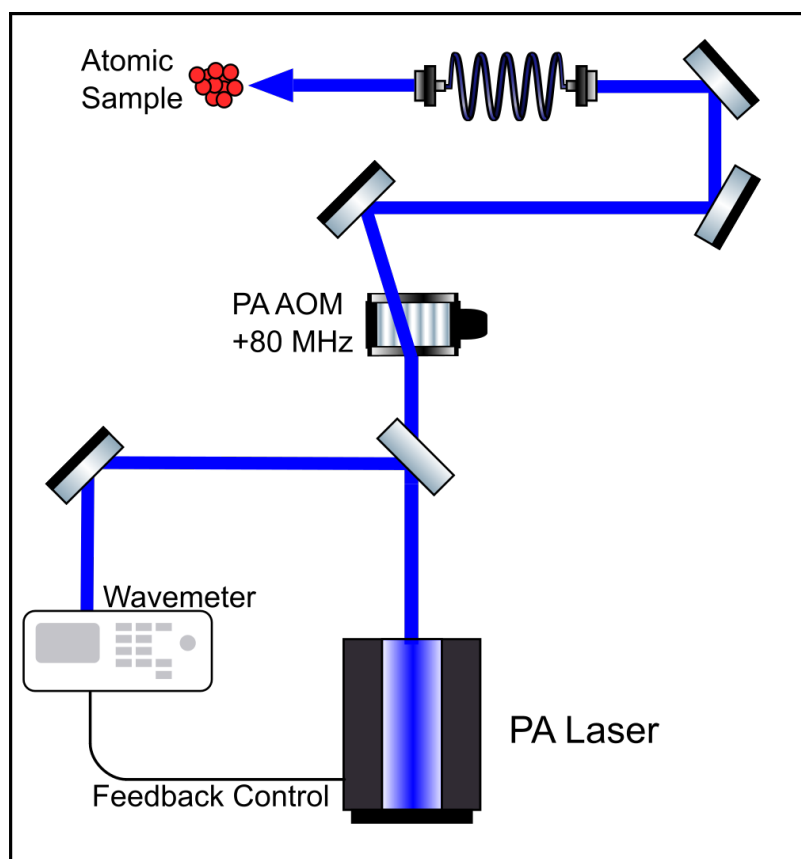 Atomic
Sample
PA AOM
+80 MHz
Wavemeter
PA Laser
Feedback Control